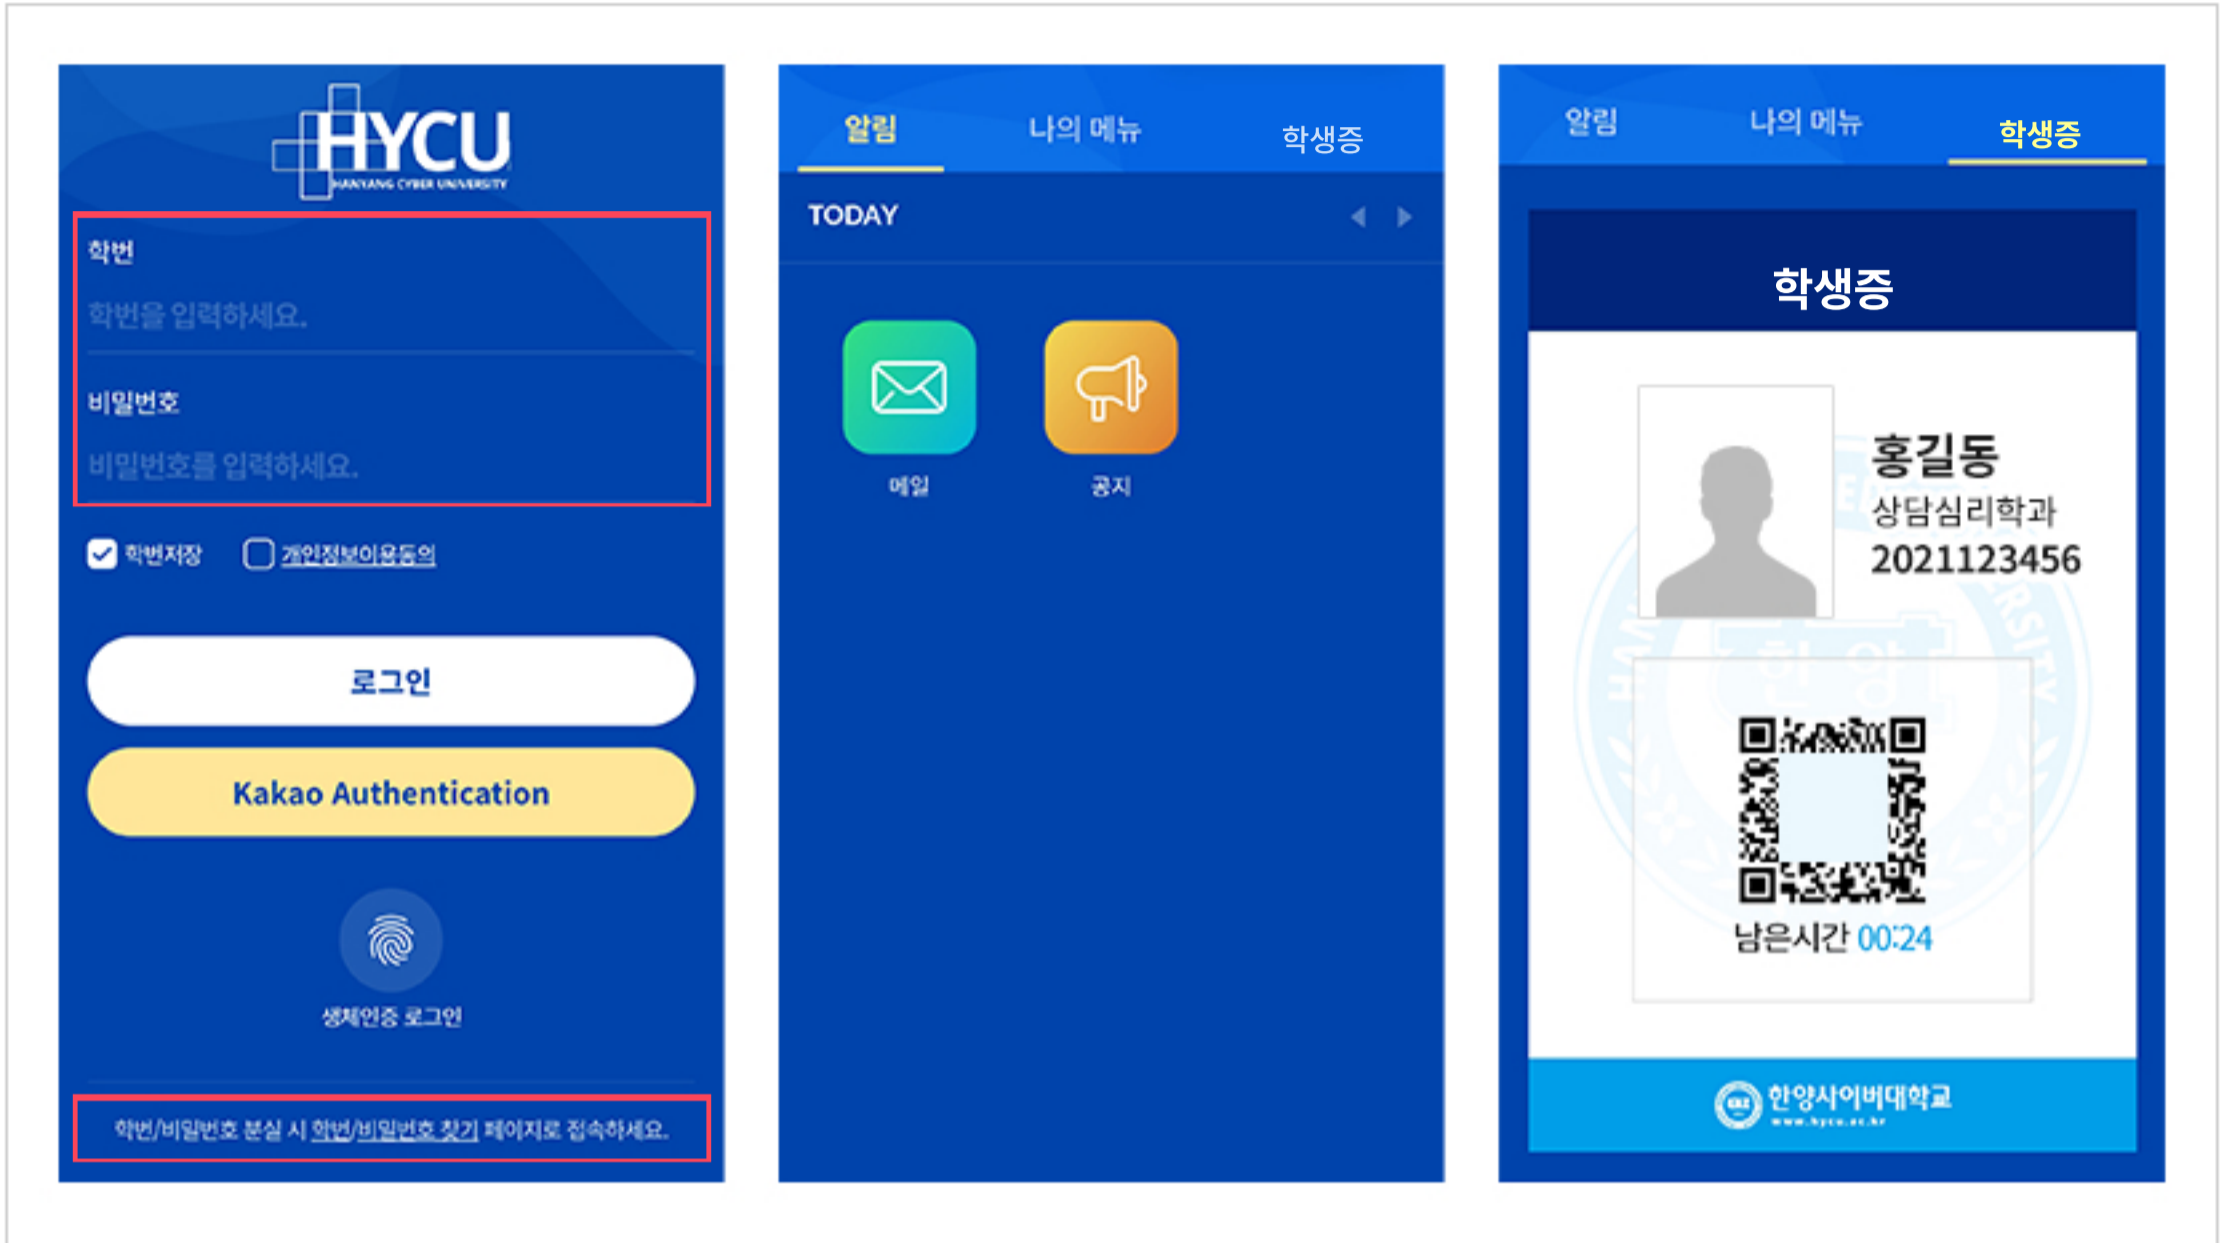 HYCU
HANYANG CYBER UNIVERSITY
학번
학번을 입력하세요.
비밀번호
비밀번호를 입력하세요.
학번저장
개인정보이용동의
로그인
Kakao Authentication
생체인증 로그인
학번/비밀번호 분실 시 학번/비밀번호 찾기 페이지로 접속하세요.
알림 나의 메뉴 학생증
TODAY
메일 공지
알림 나의 메뉴 학생증
학생증
홍길동
상담심리학과
2021123456
한양
남은시간 00:24
한양사이버대학교
www.hycu.ac.kr